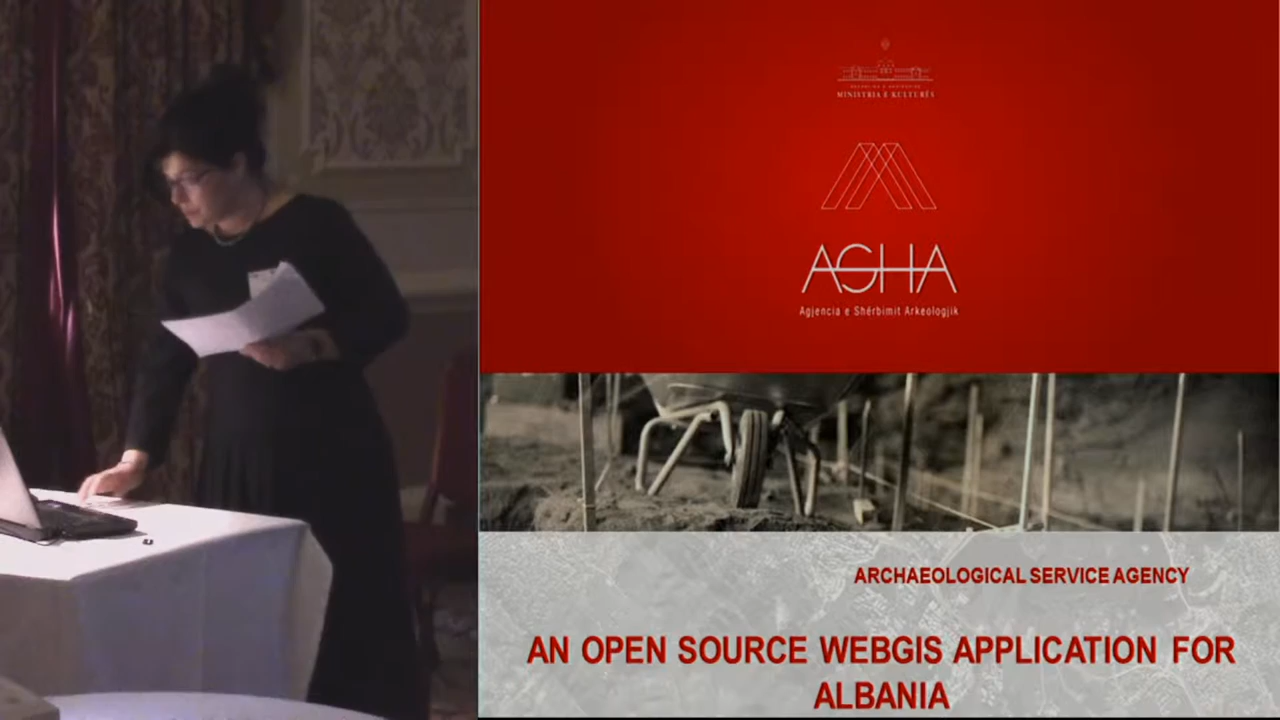 MINISTRIA E KULTURËS
ASHA
Agjencia e Shërbimit Arkeologjik
ARCHAEOLOGICAL SERVICE AGENCY
AN OPEN SOURCE WEBGIS APPLICATION FOR
ALBANIA